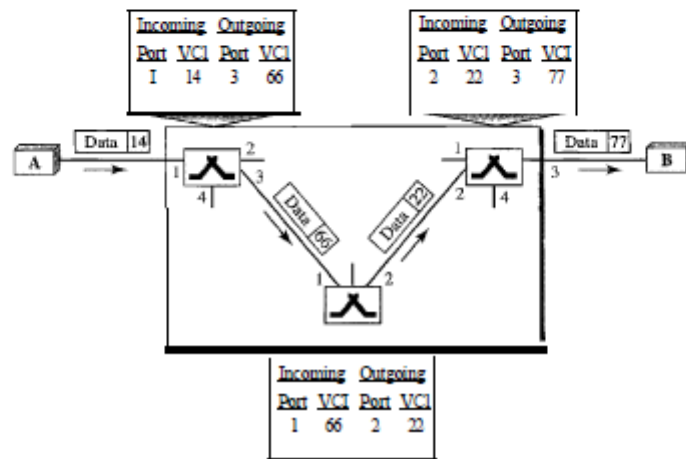 Incoming Outgoing
Port VCI Port VCI
I 14 3 66
Incoming Outgoing
Port VCI Port VCI
2 22 3 77
A
Data 14
1
2
3
4
Data 66
1
2
Data 22
1
2
3
4
Data 77
B
Incoming Outgoing
Port VCI Port VCI
1 66 2 22